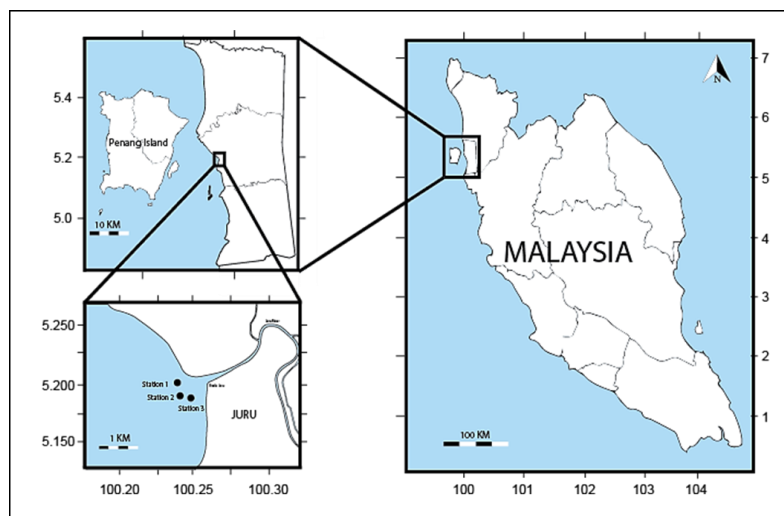 5.4
5.2
5.0
Penang Island
10 KM
5.250
5.200
5.150
Station 1
Station 2
Station 3
JURU
1 KM
100.20
100.25
100.30
N
MALAYSIA
100 KM
7
6
5
4
3
2
1
100
101
102
103
104